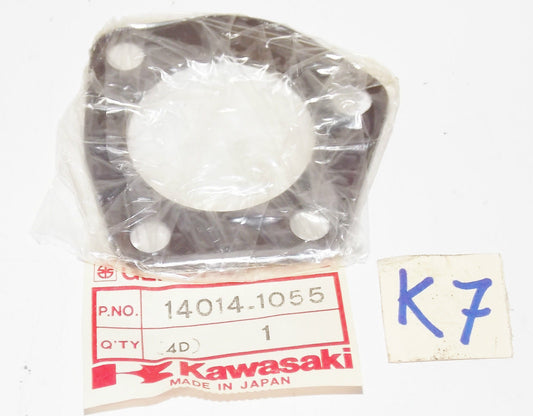 P.NO. 14014-1055
Q'TY (4D) 1
Kawasaki
MADE IN JAPAN
K7